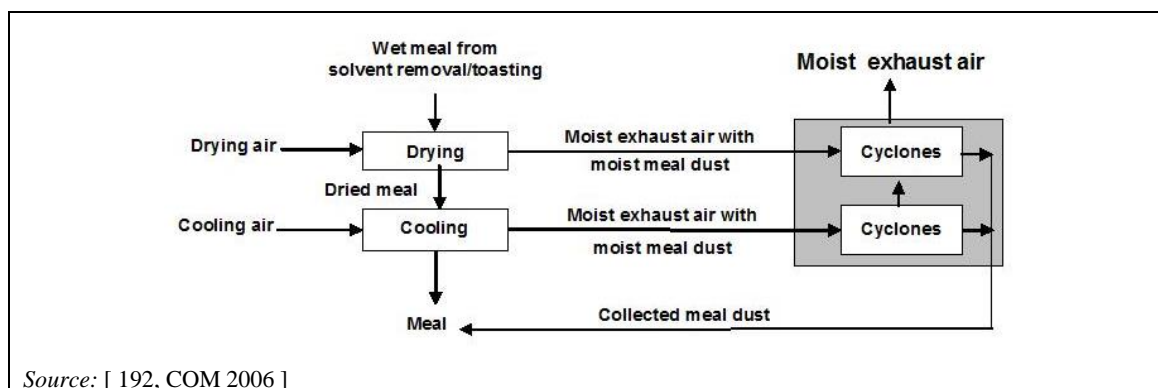 Wet meal from
solvent removal/toasting
Moist exhaust air
Drying air
Drying
Moist exhaust air with
moist meal dust
Cyclones
Dried meal
Cooling air
Cooling
Moist exhaust air with
moist meal dust
Cyclones
Meal
Collected meal dust
Source: [ 192, COM 2006 ]